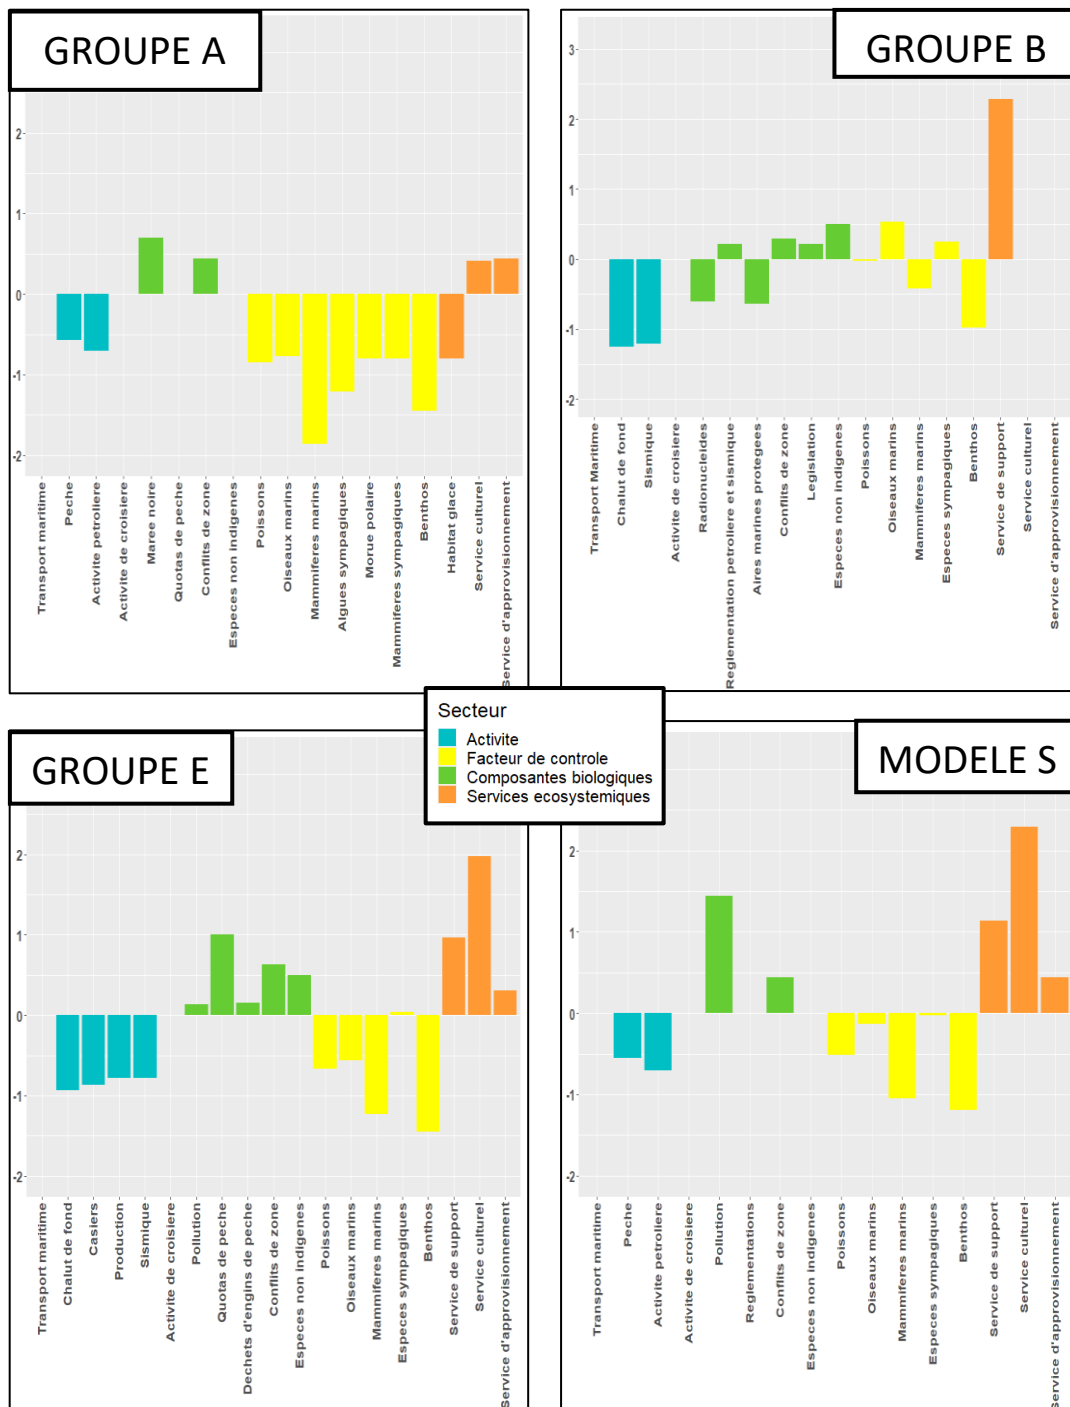 GROUPE A
2
1
0
-1
-2
Transport maritime
Peche
Activite petroliere
Activite de croisiere
Maree noire
Quotas de peche
Conflits de zone
Especes non indigenes
Poissons
Oiseaux marins
Mammiferes marins
Algues sympagiques
Morue polaire
Mammiferes sympagiques
Benthos
Habitat glace
Service culturel
Service d'approvisionnement
GROUPE B
3
2
1
0
-1
-2
Transport Maritime
Chalut de fond
Sismique
Activite de croisiere
Radionucleides
Reglementation petroliere et sismique
Aires marines protegees
Conflits de zone
Legislation
Especes non indigenes
Poissons
Oiseaux marins
Mammiferes marins
Especes sympagiques
Benthos
Service de support
Service culturel
Service d'approvisionnement
Secteur
Activite
Facteur de controle
Composantes biologiques
Services ecosystemiques
GROUPE E
2
1
0
-1
-2
Transport maritime
Chalut de fond
Casiers
Production
Sismique
Activite de croisiere
Pollution
Quotas de peche
Dechets d'engins de peche
Conflits de zone
Especes non indigenes
Poissons
Oiseaux marins
Mammiferes marins
Especes sympagiques
Benthos
Service de support
Service culturel
Service d'approvisionnement
MODELE S
2
1
0
-1
-2
Transport maritime
Peche
Activite petroliere
Activite de croisiere
Pollution
Reglementations
Conflits de zone
Especes non indigenes
Poissons
Oiseaux marins
Mammiferes marins
Especes sympagiques
Benthos
Service de support
Service culturel
Service d'approvisionnement